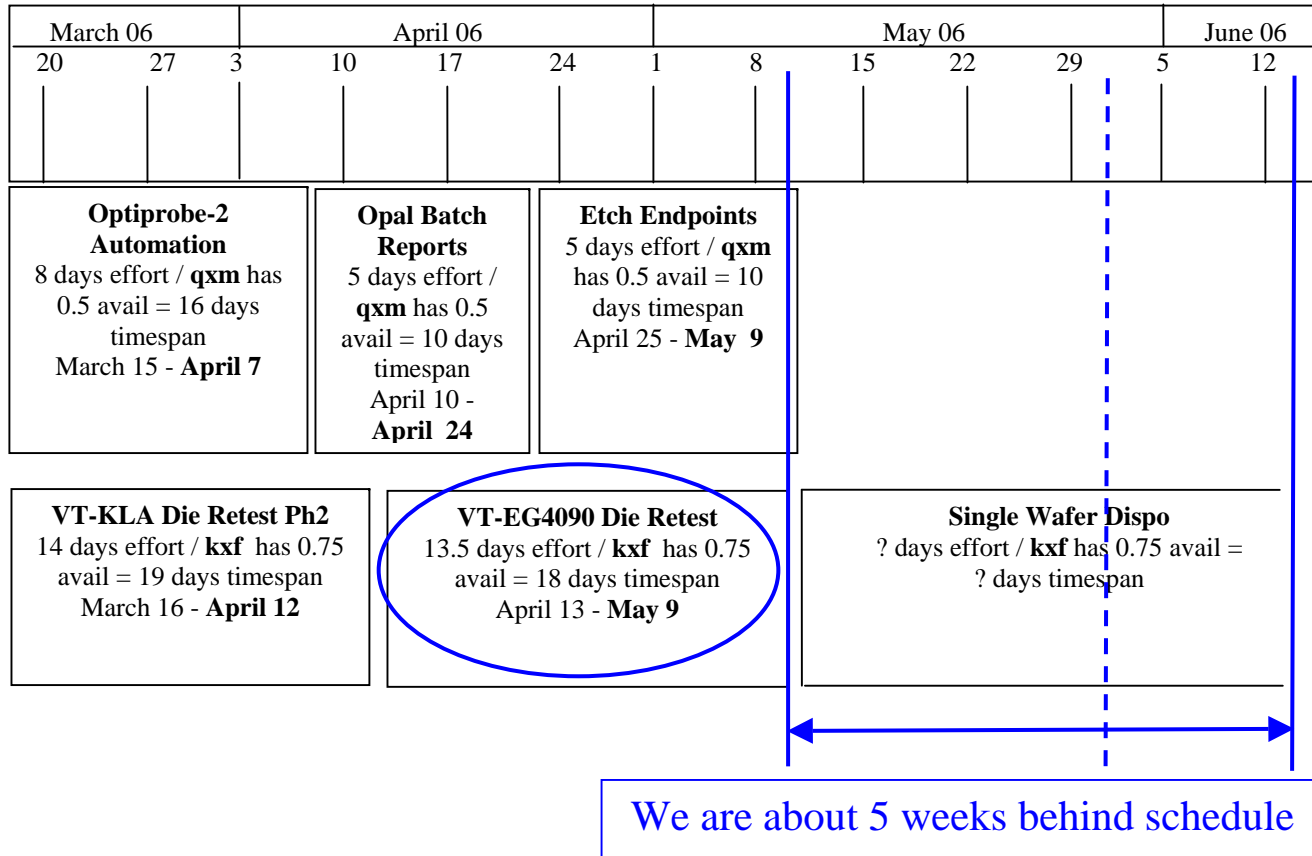 March 06 April 06 May 06 June 06
20 27 3 10 17 24 1 8 15 22 29 5 12
Optiprobe-2
Automation
8 days effort / qxm has
0.5 avail = 16 days
timespan
March 15 - April 7
Opal Batch
Reports
5 days effort /
qxm has 0.5
avail = 10 days
timespan
April 10 -
April 24
Etch Endpoints
5 days effort / qxm
has 0.5 avail = 10
days timespan
April 25 - May 9
VT-KLA Die Retest Ph2
14 days effort / kxf has 0.75
avail = 19 days timespan
March 16 - April 12
VT-EG4090 Die Retest
13.5 days effort / kxf has 0.75
avail = 18 days timespan
April 13 - May 9
Single Wafer Dispo
? days effort / kxf has 0.75 avail =
? days timespan
We are about 5 weeks behind schedule